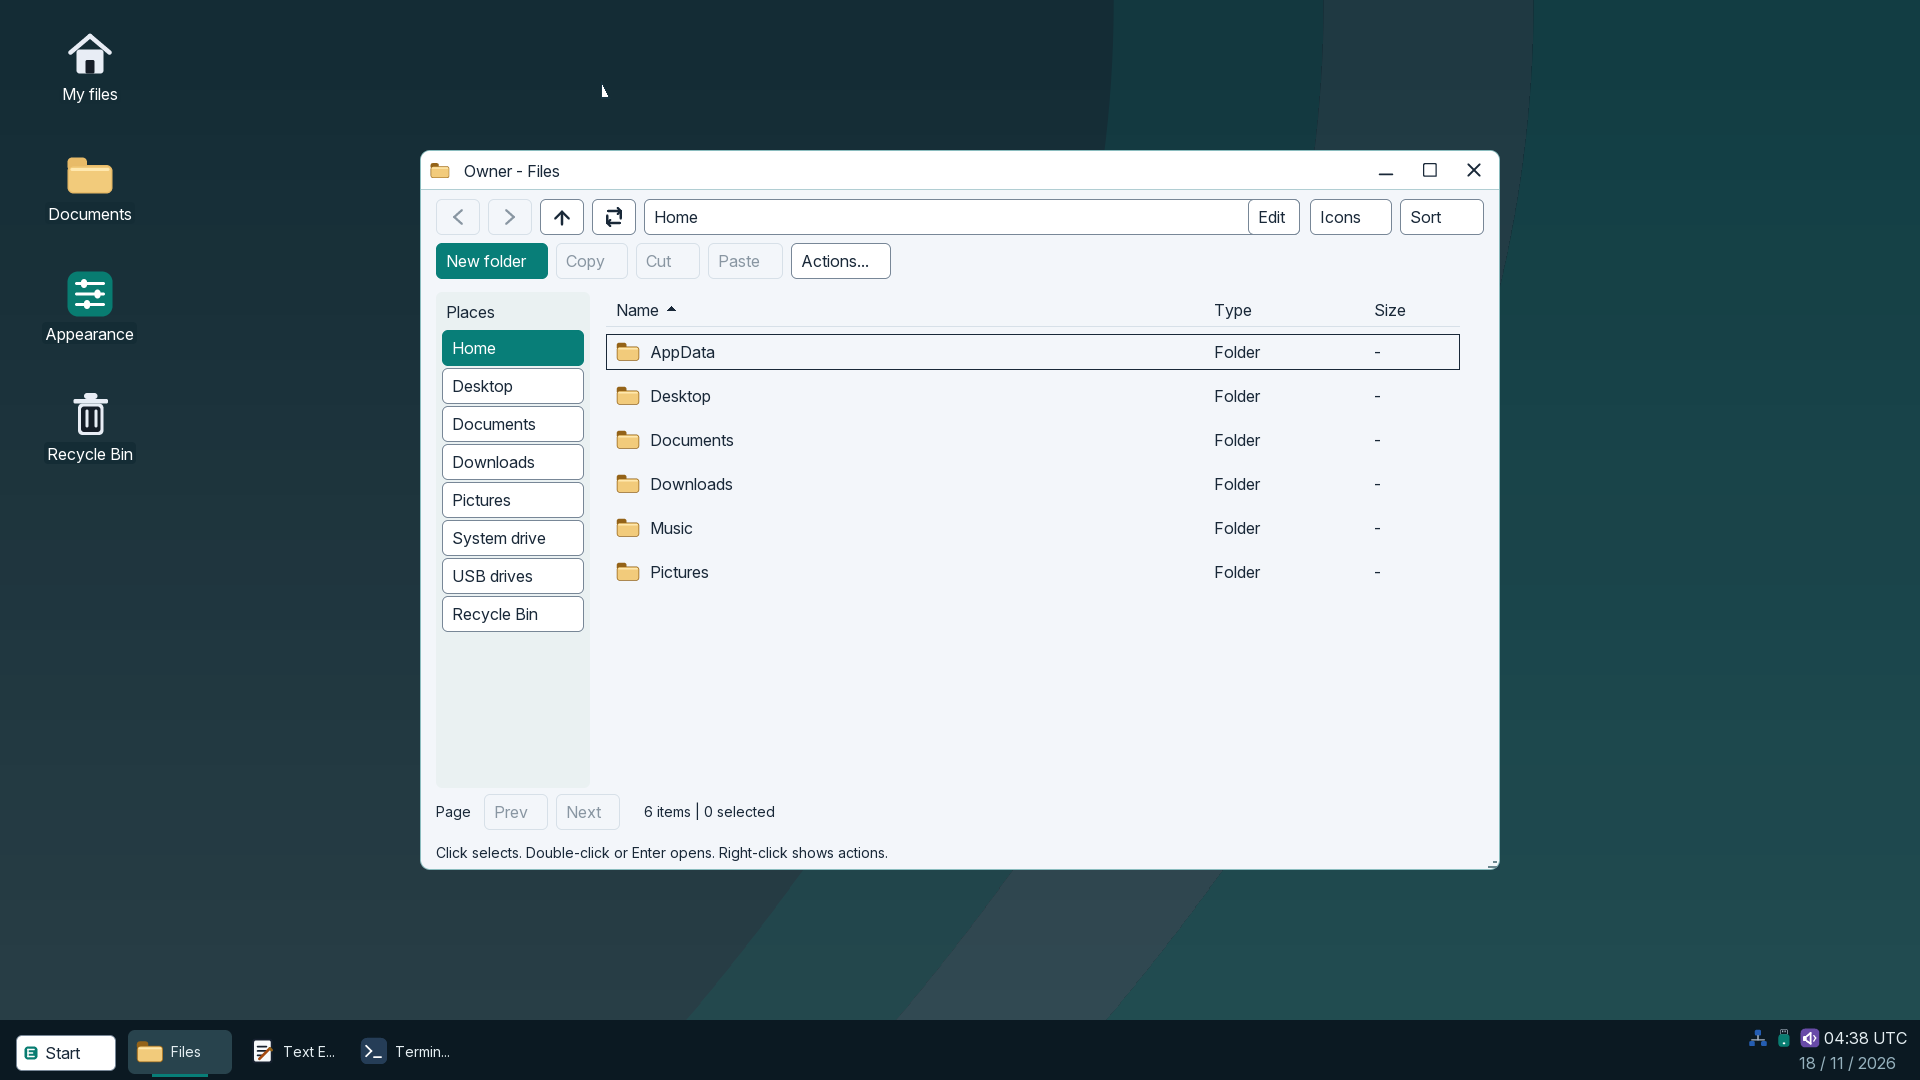 My files
Documents
Appearance
Recycle Bin
Owner - Files
Home
Edit
Icons
Sort
New folder
Copy
Cut
Paste
Actions...
Places
Home
Desktop
Documents
Downloads
Pictures
System drive
USB drives
Recycle Bin
Name Type Size
AppData Folder -
Desktop Folder -
Documents Folder -
Downloads Folder -
Music Folder -
Pictures Folder -
Page Prev Next 6 items | 0 selected
Click selects. Double-click or Enter opens. Right-click shows actions.
Start
Files
Text E...
Termin...
04:38 UTC
18 / 11 / 2026